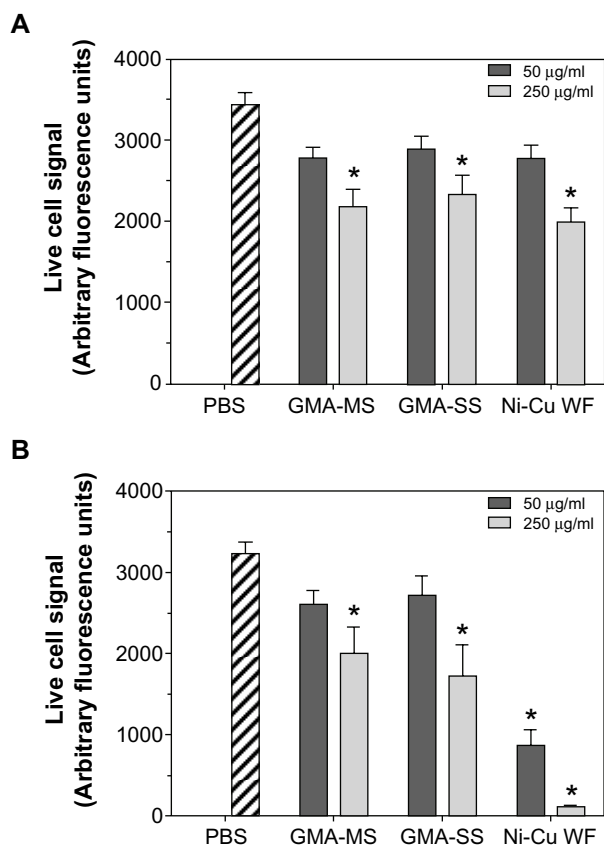 A
Live cell signal
(Arbitrary fluorescence units)
4000
3000
2000
1000
0
50 µg/ml
250 µg/ml
*
*
*
PBS
GMA-MS
GMA-SS
Ni-Cu WF
B
Live cell signal
(Arbitrary fluorescence units)
4000
3000
2000
1000
0
50 µg/ml
250 µg/ml
*
*
*
*
PBS
GMA-MS
GMA-SS
Ni-Cu WF